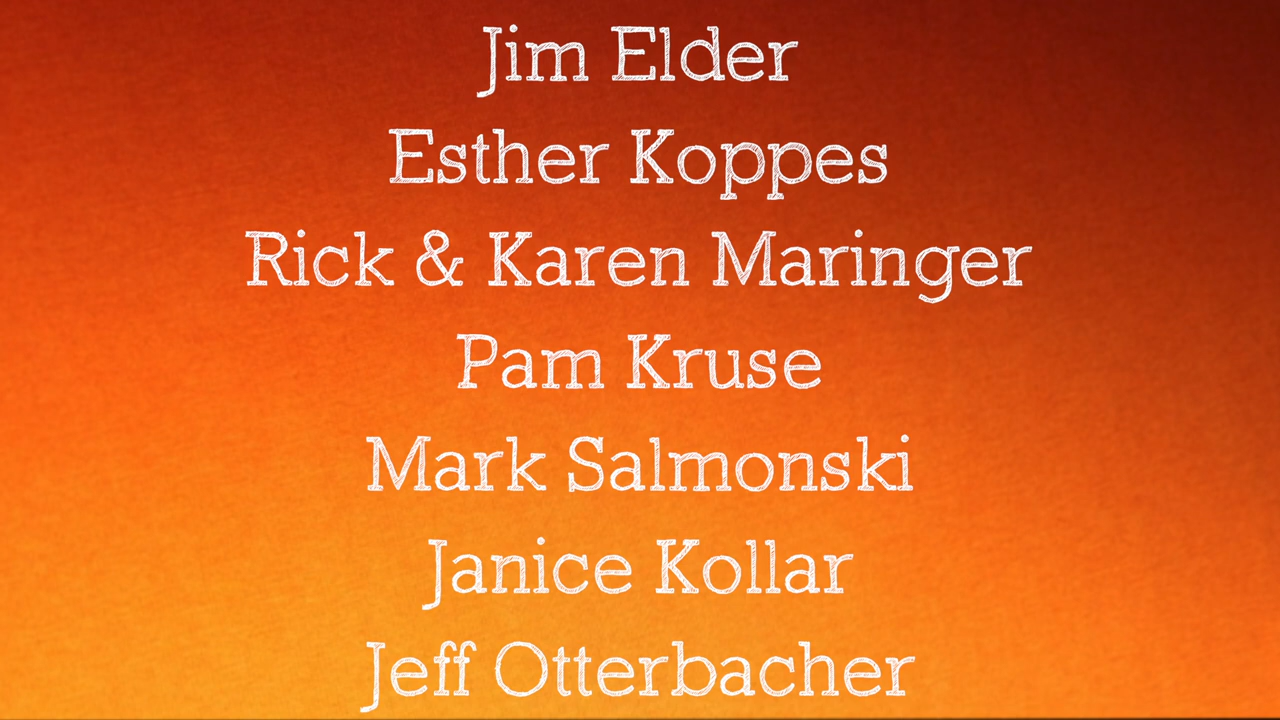 Jim Elder
Esther Koppes
Rick & Karen Maringer
Pam Kruse
Mark Salmonski
Janice Kollar
Jeff Otterbacher